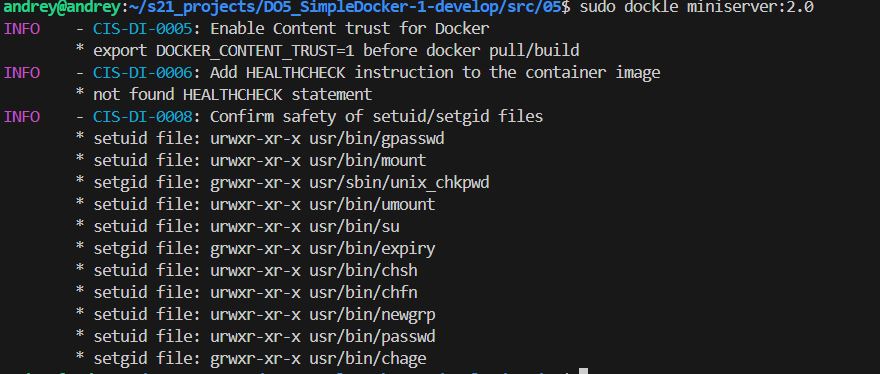 andrey@andrey:~/s21_projects/DO5_SimpleDocker-1-develop/src/05$ sudo dockle miniserver:2.0
INFO    - CIS-DI-0005: Enable Content trust for Docker
        * export DOCKER_CONTENT_TRUST=1 before docker pull/build
INFO    - CIS-DI-0006: Add HEALTHCHECK instruction to the container image
        * not found HEALTHCHECK statement
INFO    - CIS-DI-0008: Confirm safety of setuid/setgid files
        * setuid file: urwxr-xr-x usr/bin/gpasswd
        * setuid file: urwxr-xr-x usr/bin/mount
        * setgid file: grwxr-xr-x usr/sbin/unix_chkpwd
        * setuid file: urwxr-xr-x usr/bin/umount
        * setuid file: urwxr-xr-x usr/bin/su
        * setgid file: grwxr-xr-x usr/bin/expiry
        * setuid file: urwxr-xr-x usr/bin/chsh
        * setuid file: urwxr-xr-x usr/bin/chfn
        * setuid file: urwxr-xr-x usr/bin/newgrp
        * setuid file: urwxr-xr-x usr/bin/passwd
        * setgid file: grwxr-xr-x usr/bin/chage